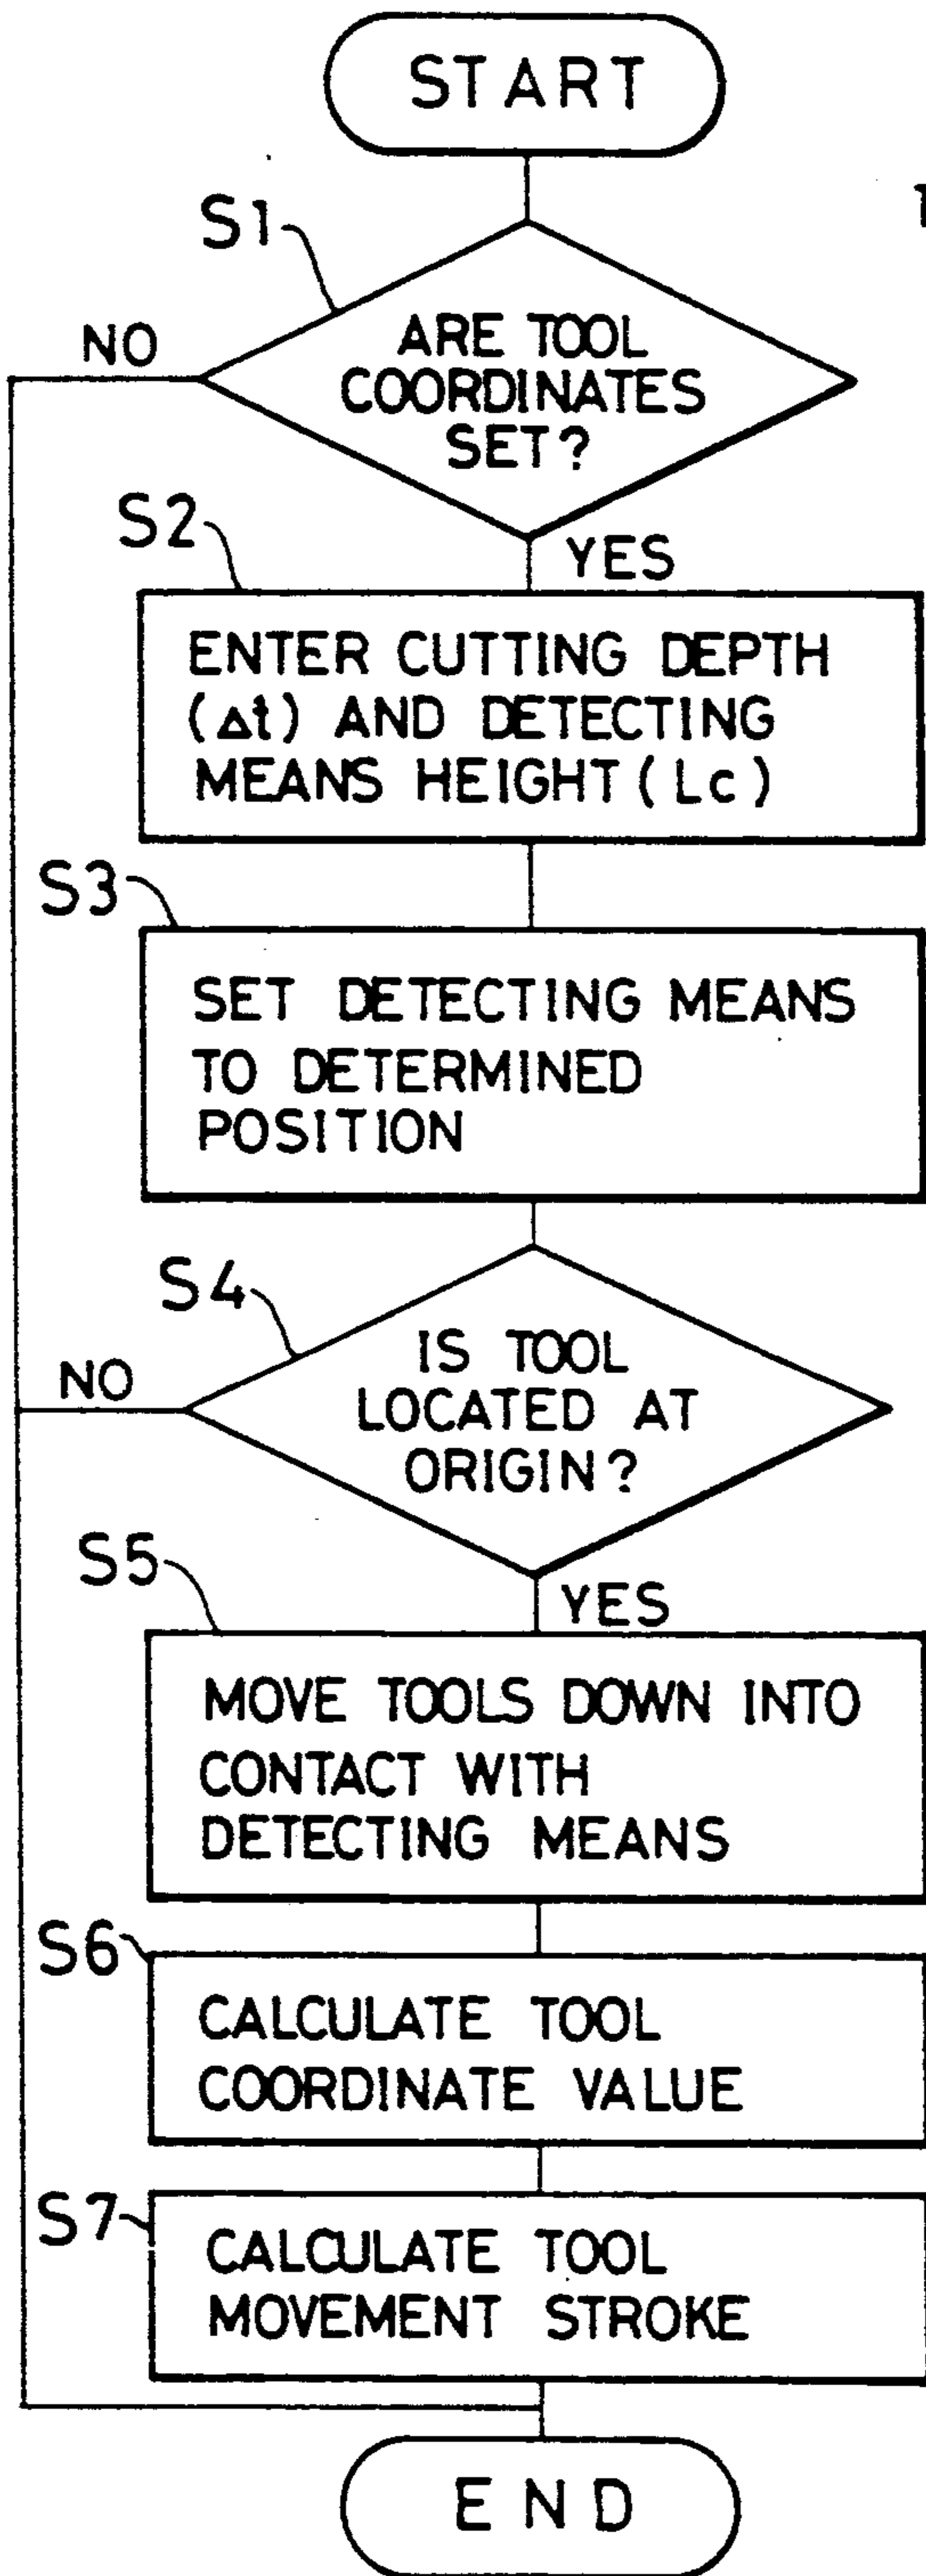 START
S1
NO
ARE TOOL
COORDINATES
SET?
S2
YES
ENTER CUTTING DEPTH
(Δt) AND DETECTING
MEANS HEIGHT (Lc)
S3
SET DETECTING MEANS
TO DETERMINED
POSITION
S4
NO
IS TOOL
LOCATED AT
ORIGIN?
S5
YES
MOVE TOOLS DOWN INTO
CONTACT WITH
DETECTING MEANS
S6
CALCULATE TOOL
COORDINATE VALUE
S7
CALCULATE TOOL
MOVEMENT STROKE
END